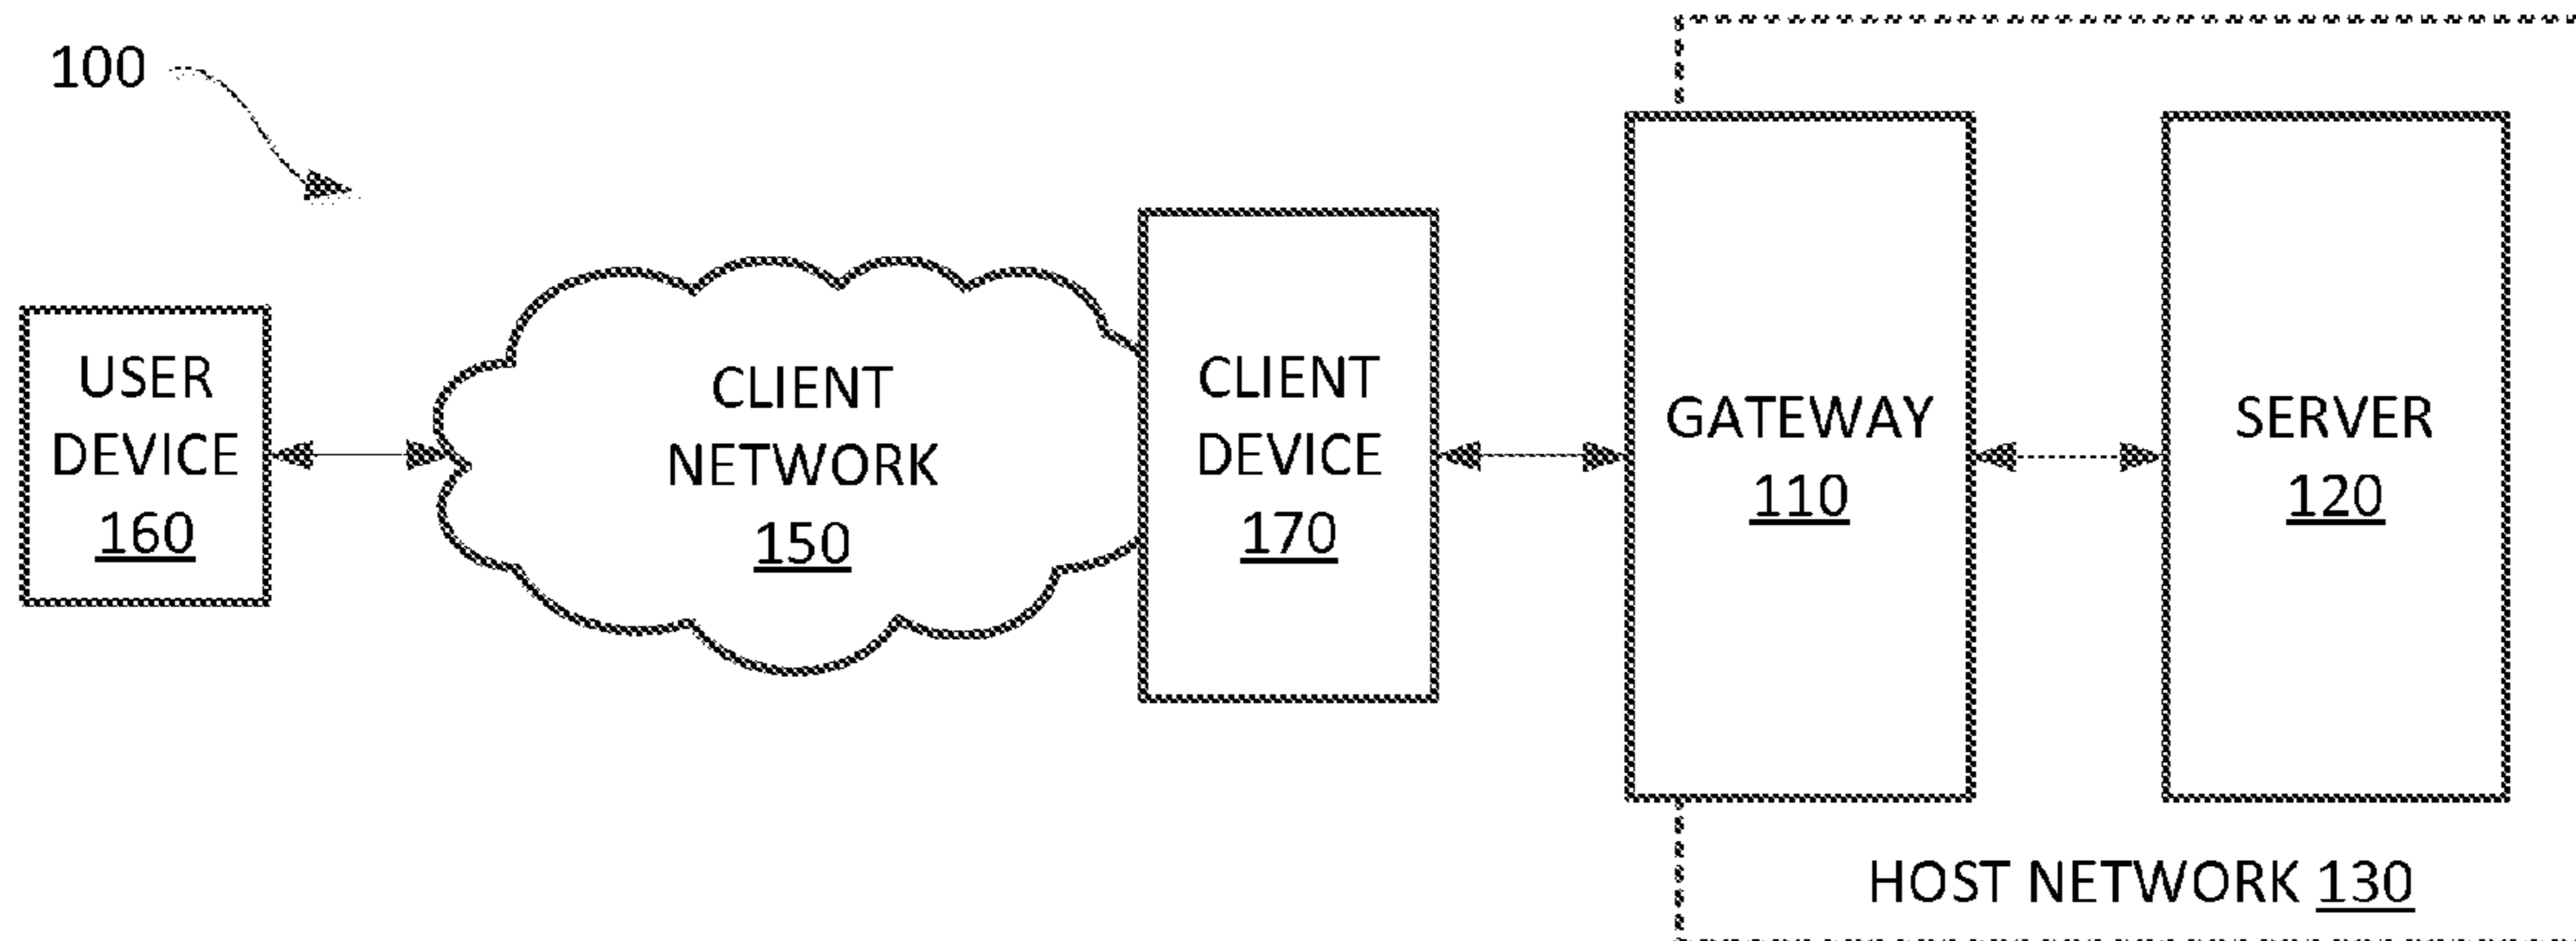 100
USER
DEVICE
160
CLIENT
NETWORK
150
CLIENT
DEVICE
170
GATEWAY
110
SERVER
120
HOST NETWORK 130